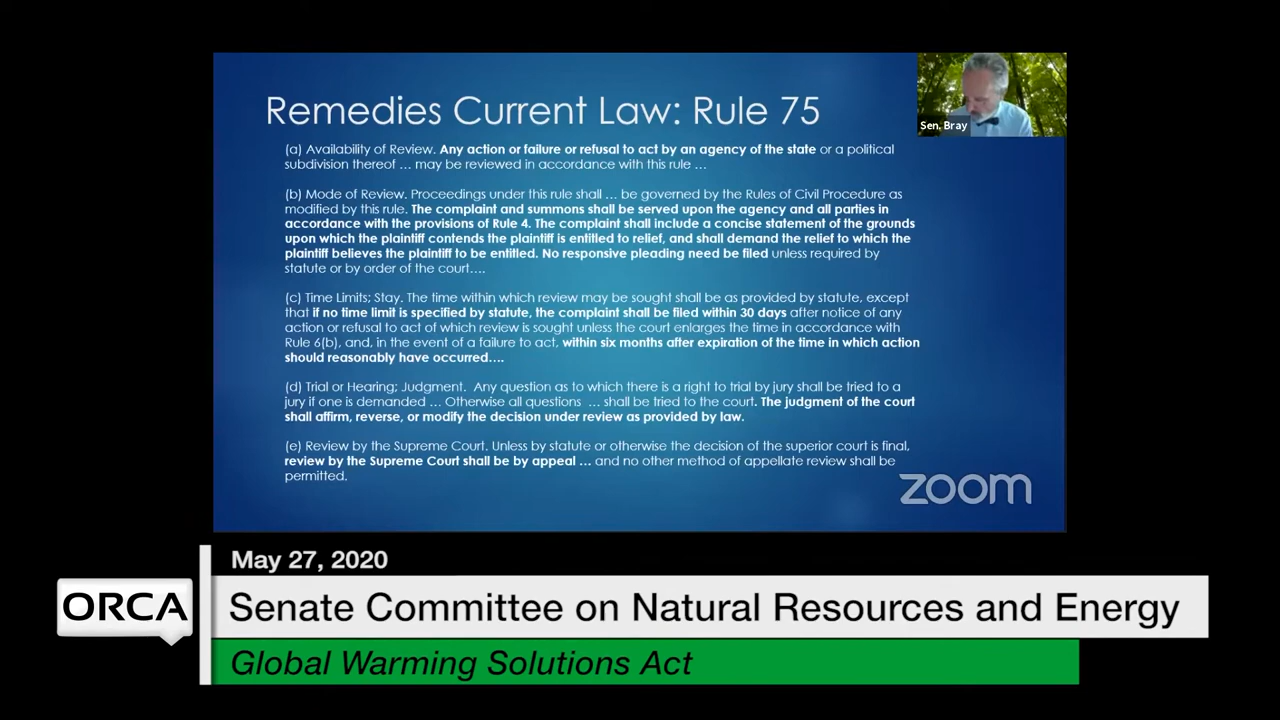 Remedies Current Law: Rule 75
Sen. Bray
(a) Availability of Review. Any action or failure or refusal to act by an agency of the state or a political
subdivision thereof … may be reviewed in accordance with this rule …
(b) Mode of Review. Proceedings under this rule shall … be governed by the Rules of Civil Procedure as
modified by this rule. The complaint and summons shall be served upon the agency and all parties in
accordance with the provisions of Rule 4. The complaint shall include a concise statement of the grounds
upon which the plaintiff contends the plaintiff is entitled to relief, and shall demand the relief to which the
plaintiff believes the plaintiff to be entitled. No responsive pleading need be filed unless required by
statute or by order of the court….
(c) Time Limits; Stay. The time within which review may be sought shall be as provided by statute, except
that if no time limit is specified by statute, the complaint shall be filed within 30 days after notice of any
action or refusal to act of which review is sought unless the court enlarges the time in accordance with
Rule 6(b), and, in the event of a failure to act, within six months after expiration of the time in which action
should reasonably have occurred….
(d) Trial or Hearing; Judgment. Any question as to which there is a right to trial by jury shall be tried to a
jury if one is demanded … Otherwise all questions … shall be tried to the court. The judgment of the court
shall affirm, reverse, or modify the decision under review as provided by law.
(e) Review by the Supreme Court. Unless by statute or otherwise the decision of the superior court is final,
review by the Supreme Court shall be by appeal … and no other method of appellate review shall be
permitted.
zoom
May 27, 2020
ORCA
Senate Committee on Natural Resources and Energy
Global Warming Solutions Act